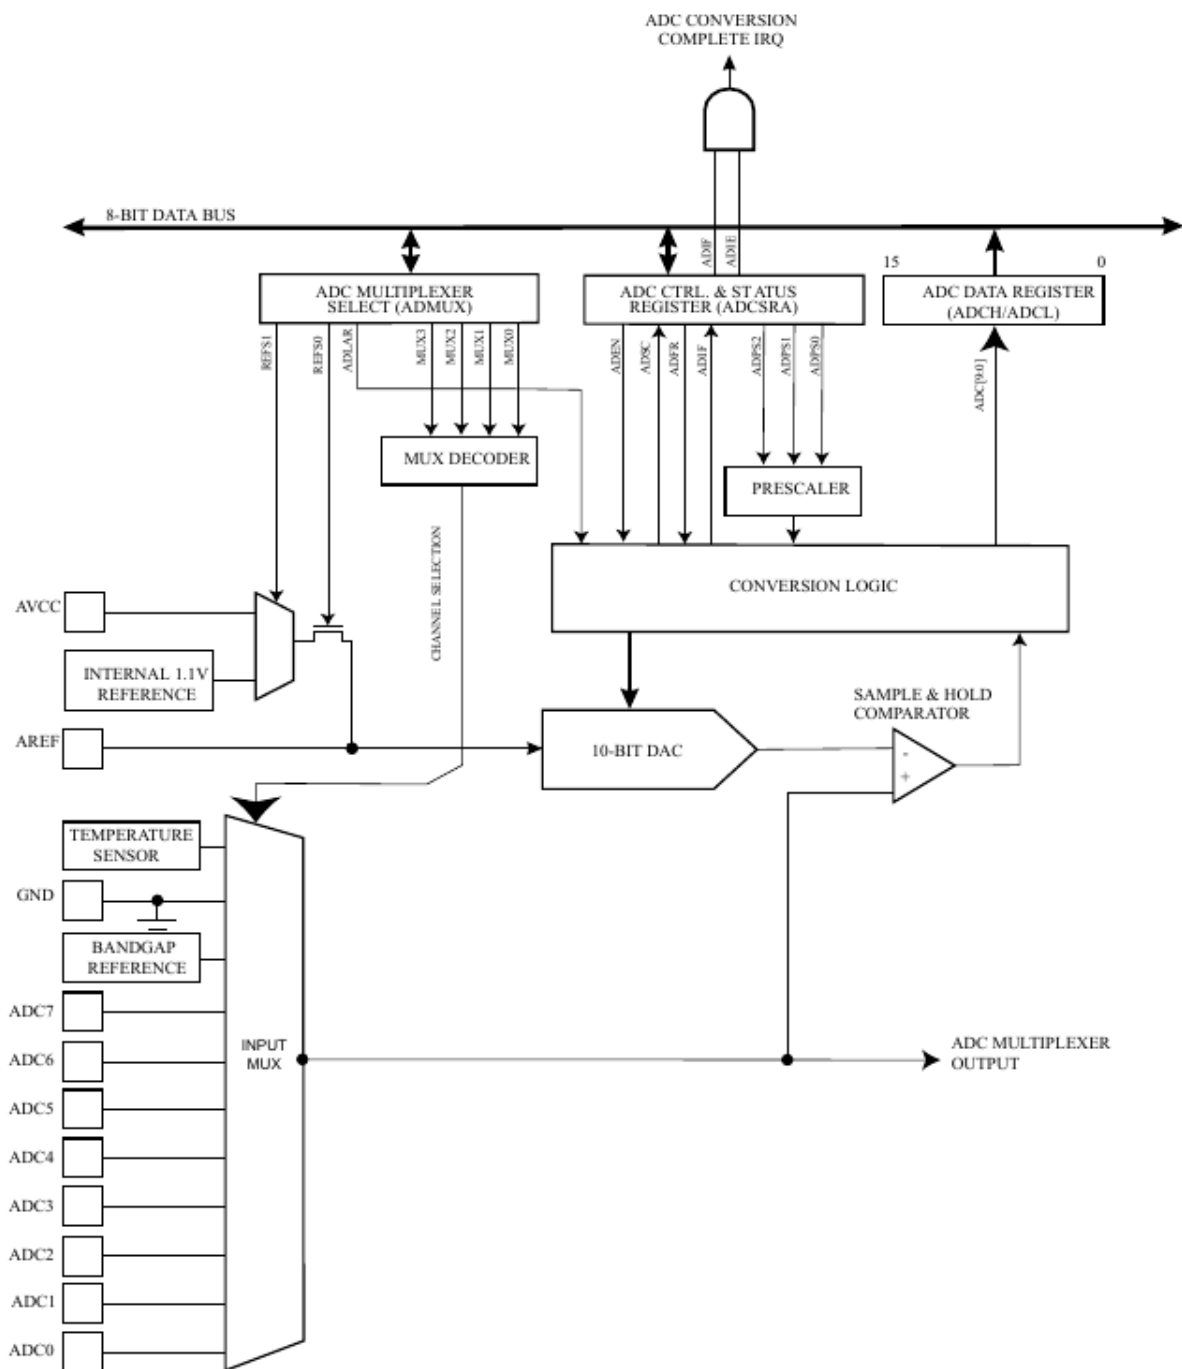 ADC CONVERSION
COMPLETE IRQ
8-BIT DATA BUS
ADIF
ADIE
15
0
ADC MULTIPLEXER
SELECT (ADMUX)
ADC CTRL. & STATUS
REGISTER (ADCSRA)
ADC DATA REGISTER
(ADCH/ADCL)
REFS1
REFS0
ADLAR
MUX3
MUX2
MUX1
MUX0
ADEN
ADSC
ADFR
ADIF
ADPS2
ADPS1
ADPS0
ADC[9:0]
MUX DECODER
PRESCALER
CHANNEL SELECTION
CONVERSION LOGIC
AVCC
INTERNAL 1.1V
REFERENCE
SAMPLE & HOLD
COMPARATOR
AREF
10-BIT DAC
-
+
TEMPERATURE
SENSOR
GND
BANDGAP
REFERENCE
ADC7
ADC6
INPUT
MUX
ADC MULTIPLEXER
OUTPUT
ADC5
ADC4
ADC3
ADC2
ADC1
ADC0